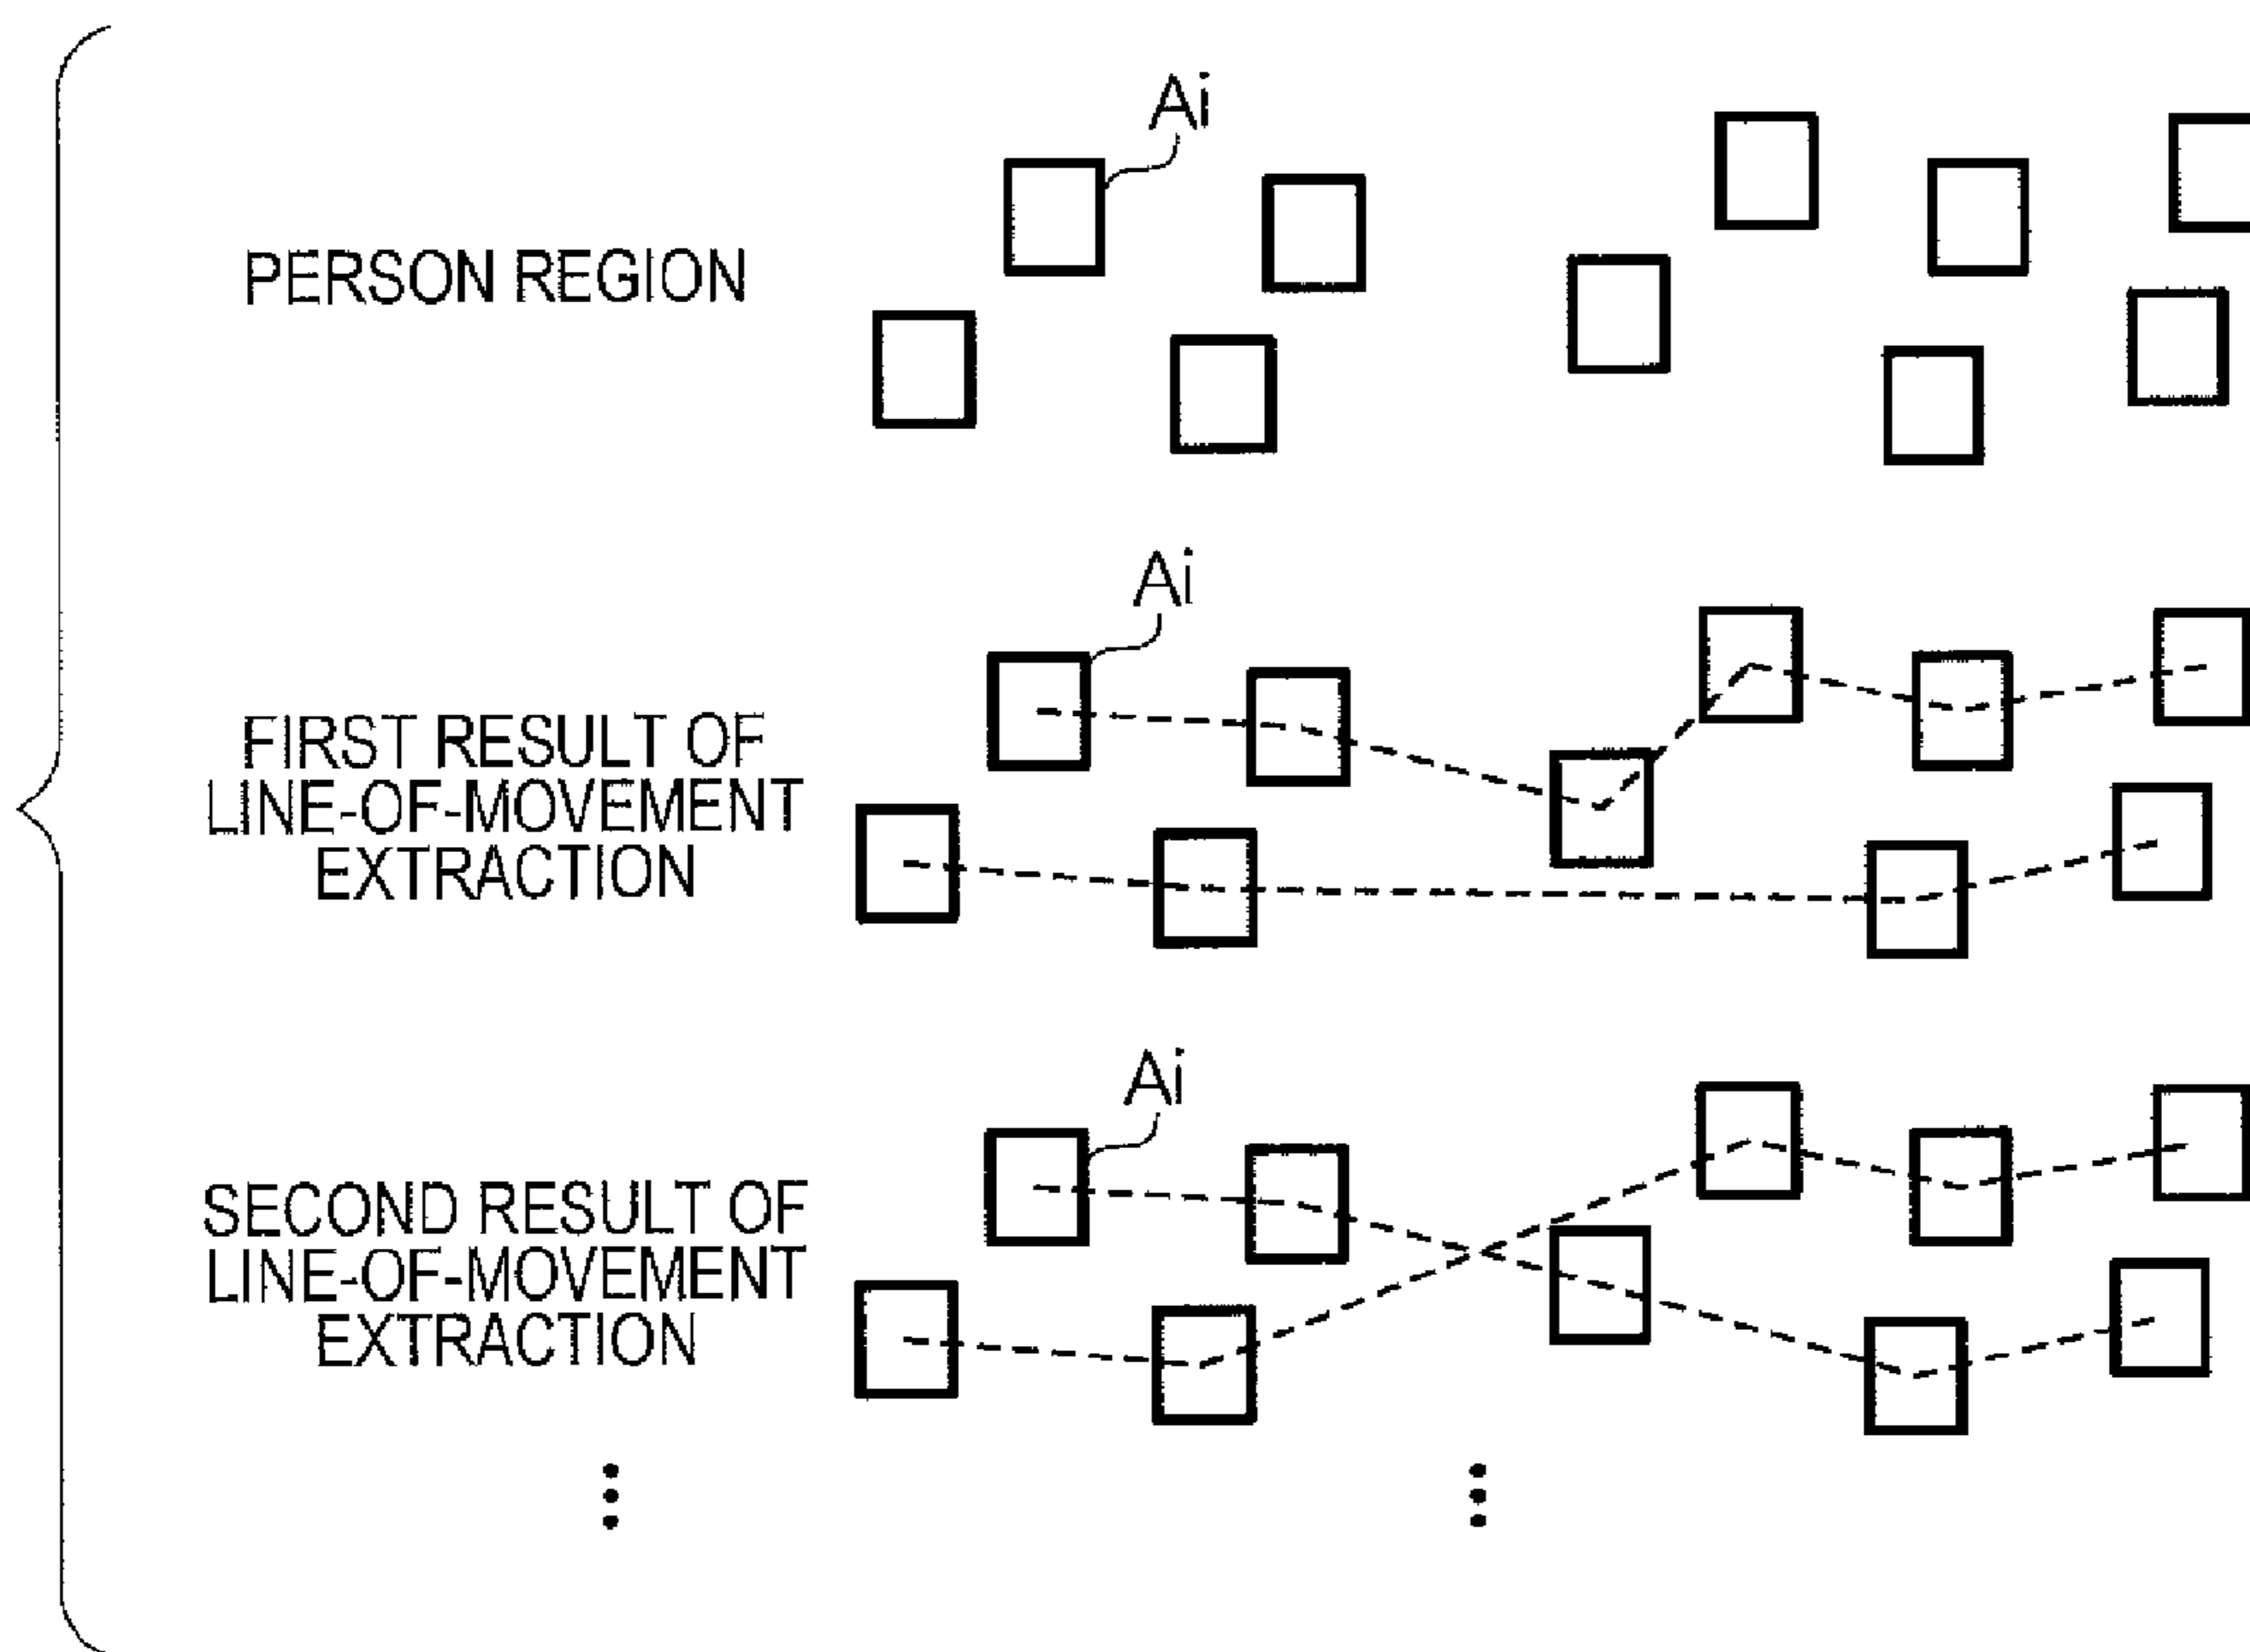 Ai
PERSON REGION
Ai
FIRST RESULT OF
LINE-OF-MOVEMENT
EXTRACTION
Ai
SECOND RESULT OF
LINE-OF-MOVEMENT
EXTRACTION